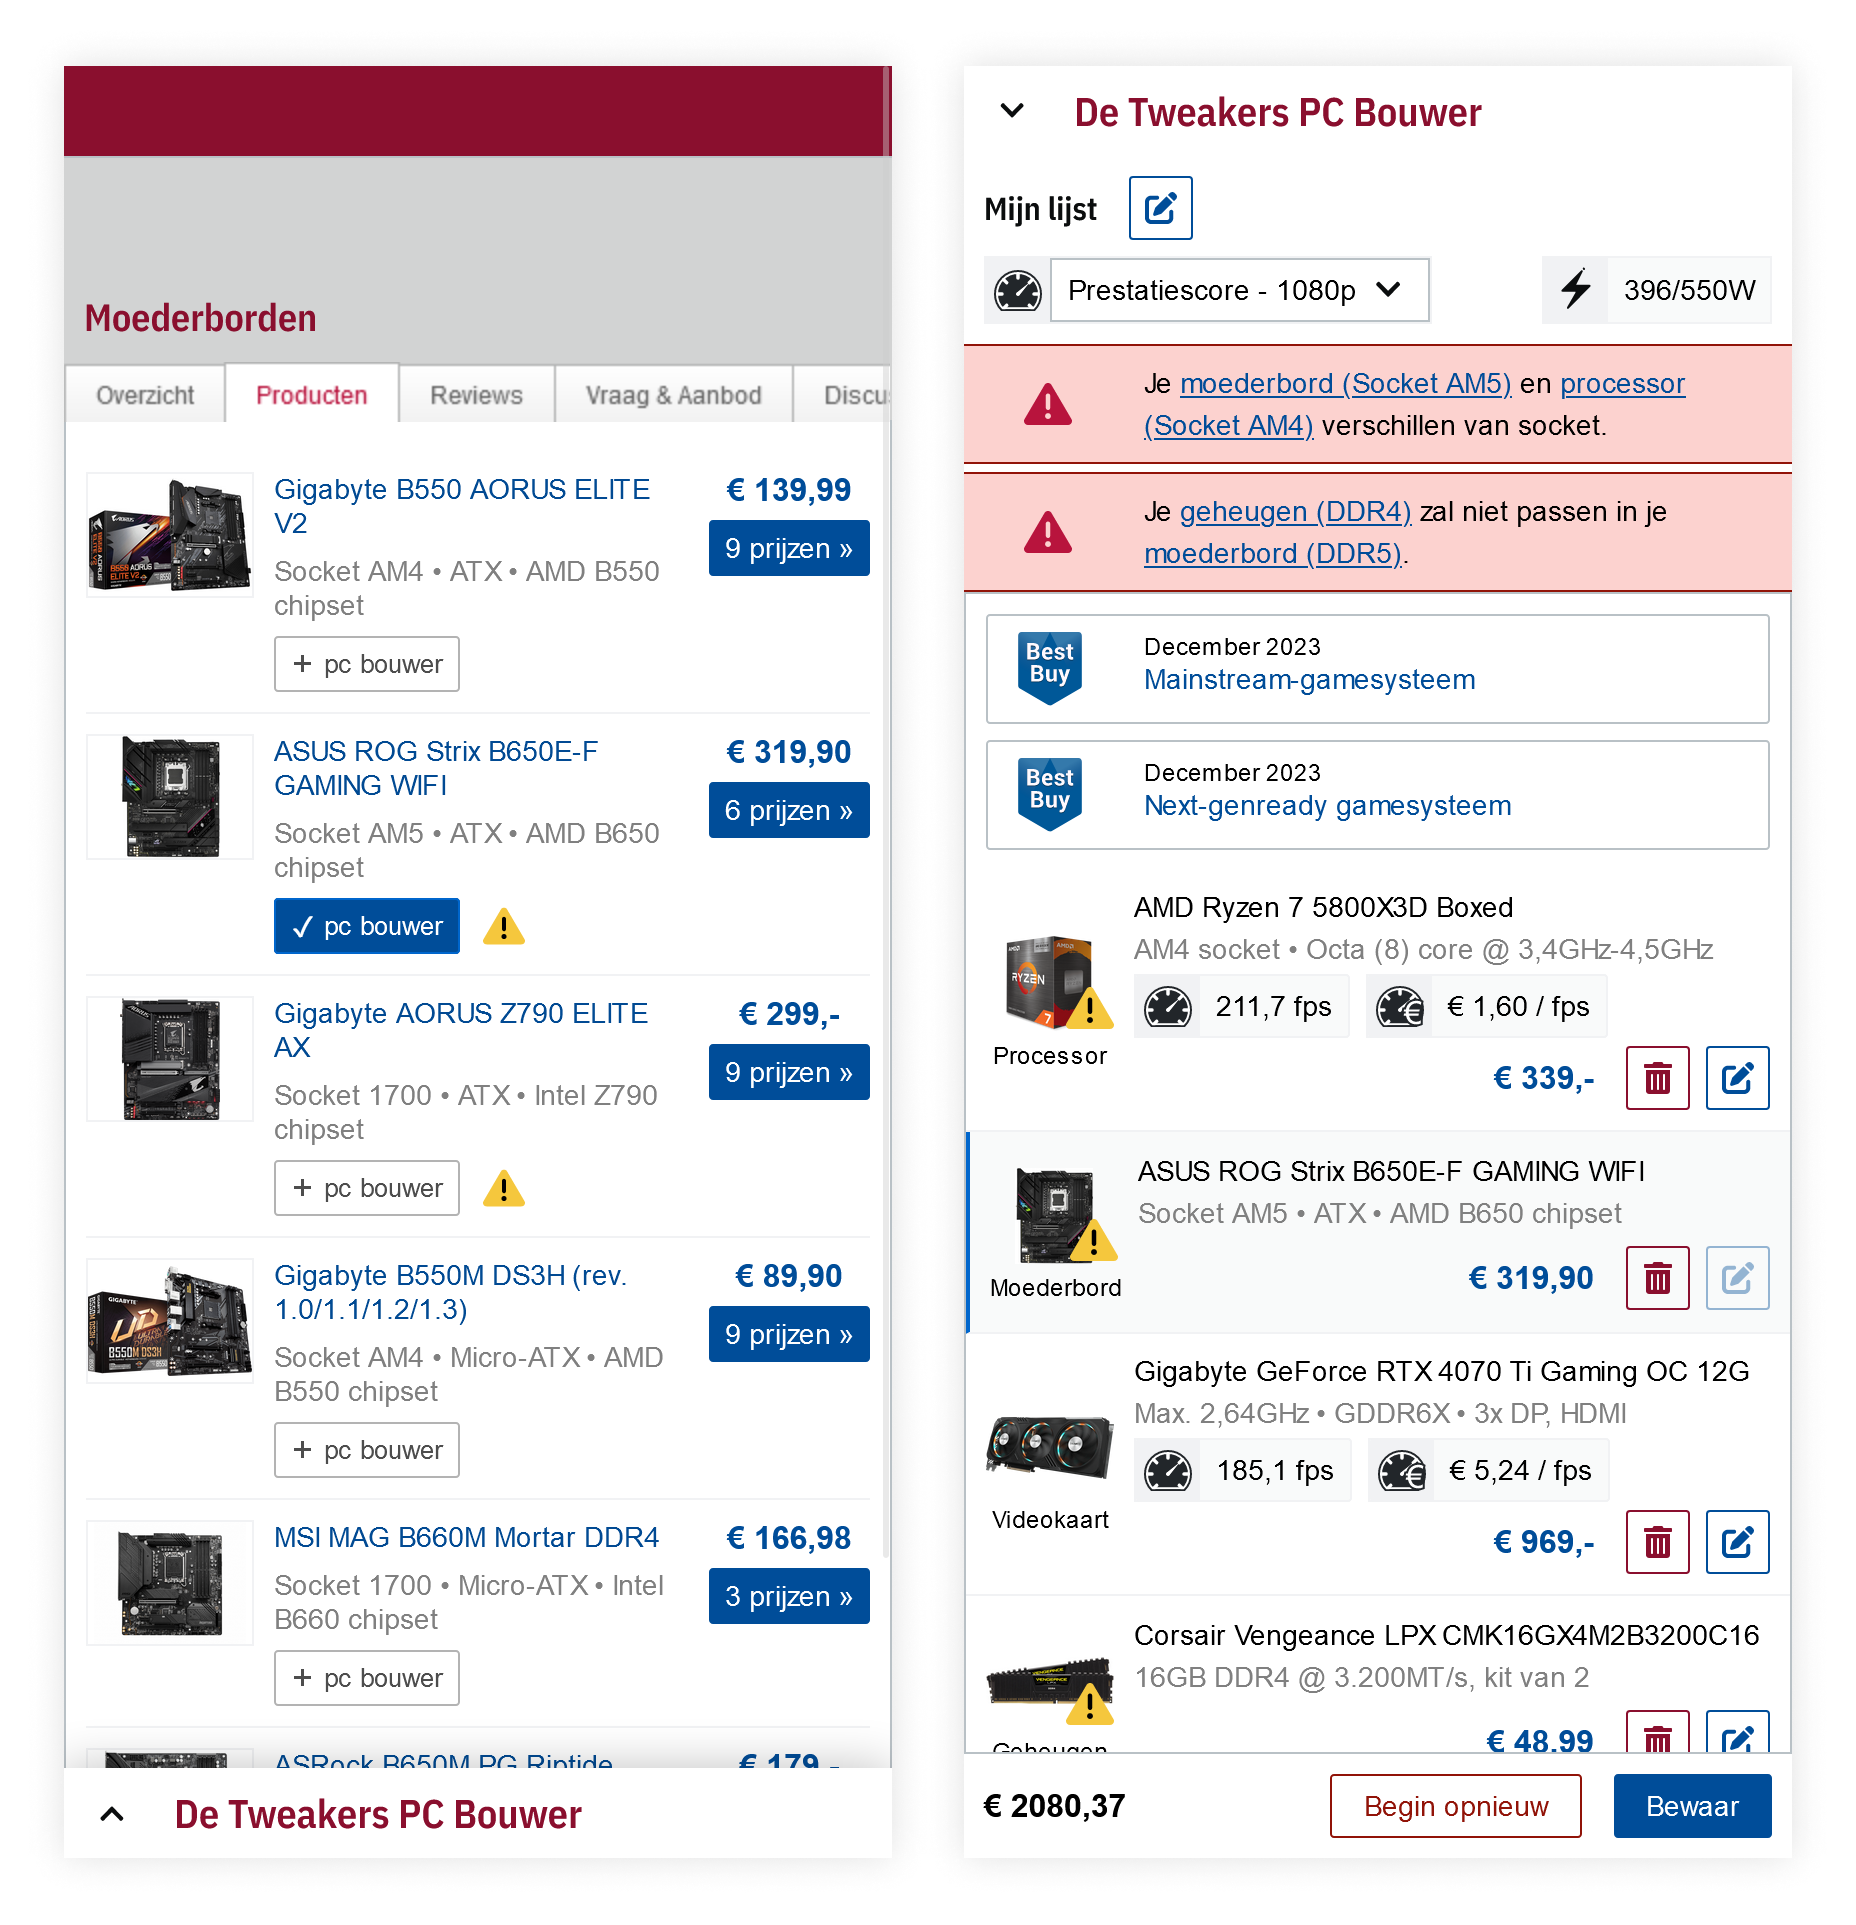 Moederborden
Overzicht
Producten
Reviews
Vraag & Aanbod
Discu
Gigabyte B550 AORUS ELITE
V2
Socket AM4 • ATX • AMD B550
chipset
+ pc bouwer
€ 139,99
9 prijzen »
ASUS ROG Strix B650E-F
GAMING WIFI
Socket AM5 • ATX • AMD B650
chipset
✓ pc bouwer
€ 319,90
6 prijzen »
Gigabyte AORUS Z790 ELITE
AX
Socket 1700 • ATX • Intel Z790
chipset
+ pc bouwer
€ 299,-
9 prijzen »
Gigabyte B550M DS3H (rev.
1.0/1.1/1.2/1.3)
Socket AM4 • Micro-ATX • AMD
B550 chipset
+ pc bouwer
€ 89,90
9 prijzen »
MSI MAG B660M Mortar DDR4
Socket 1700 • Micro-ATX • Intel
B660 chipset
+ pc bouwer
€ 166,98
3 prijzen »
ASRock B650M PG Riptide
€ 179,-
De Tweakers PC Bouwer
De Tweakers PC Bouwer
Mijn lijst
Prestatiescore - 1080p
396/550W
Je moederbord (Socket AM5) en processor
(Socket AM4) verschillen van socket.
Je geheugen (DDR4) zal niet passen in je
moederbord (DDR5).
Best
Buy
December 2023
Mainstream-gamesysteem
Best
Buy
December 2023
Next-genready gamesysteem
AMD Ryzen 7 5800X3D Boxed
AM4 socket • Octa (8) core @ 3,4GHz-4,5GHz
RYZEN
7
211,7 fps
€ 1,60 / fps
Processor
€ 339,-
ASUS ROG Strix B650E-F GAMING WIFI
Socket AM5 • ATX • AMD B650 chipset
Moederbord
€ 319,90
Gigabyte GeForce RTX 4070 Ti Gaming OC 12G
Max. 2,64GHz • GDDR6X • 3x DP, HDMI
185,1 fps
€ 5,24 / fps
Videokaart
€ 969,-
Corsair Vengeance LPX CMK16GX4M2B3200C16
16GB DDR4 @ 3.200MT/s, kit van 2
Geheugen
€ 48,99
€ 2080,37
Begin opnieuw
Bewaar